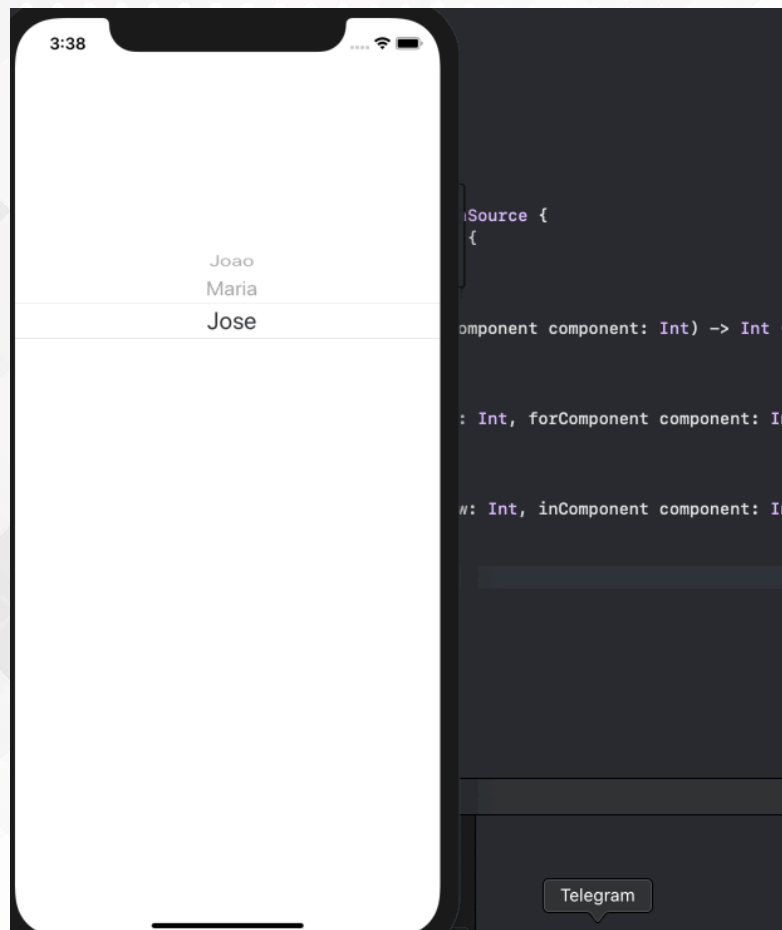 3:38
Joao
Maria
Jose
Source {
{
omponent component: Int) -> Int
: Int, forComponent component: I
w: Int, inComponent component: I
Telegram